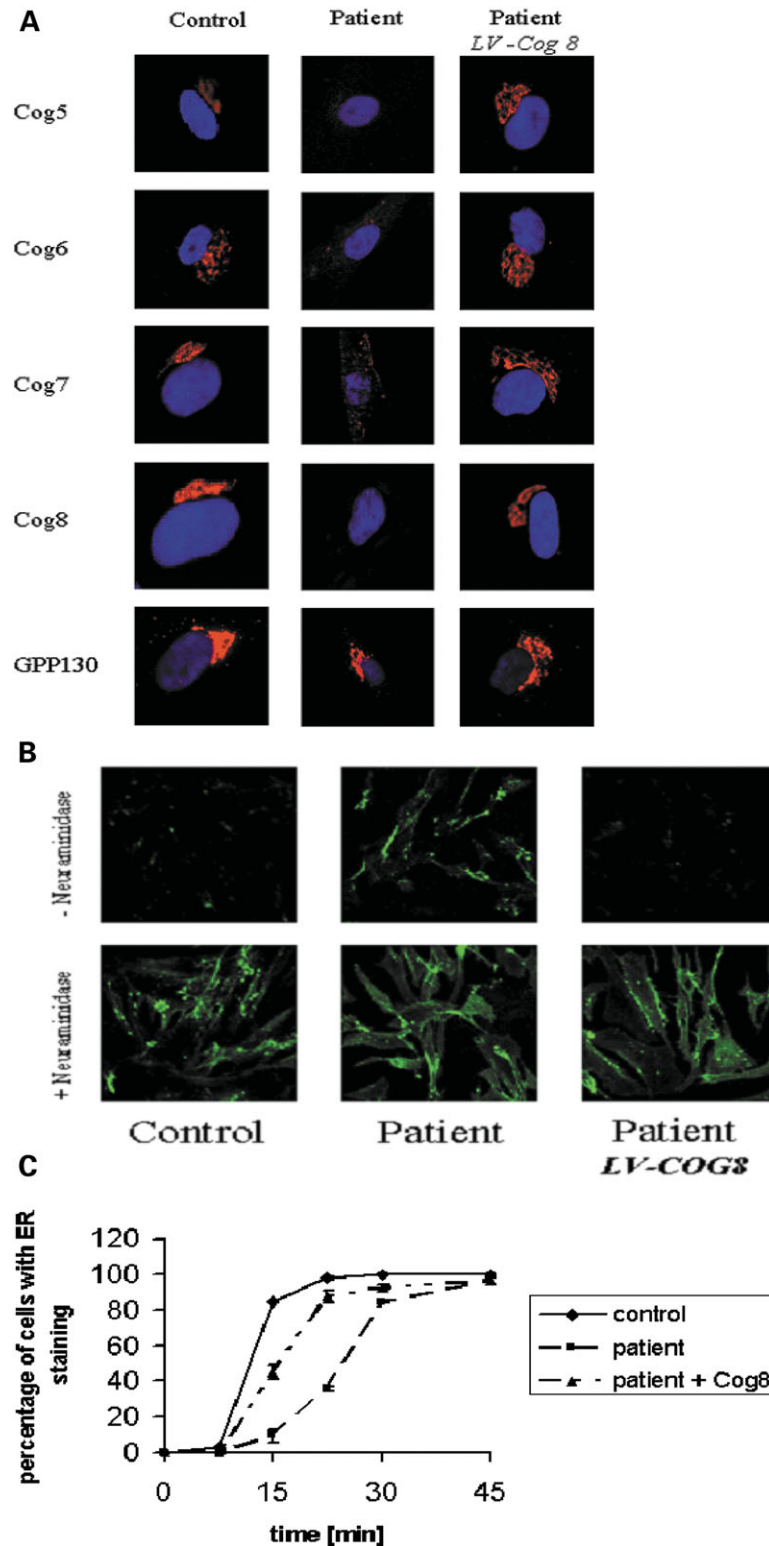 A
Control Patient Patient
LV-Cog 8
Cog5
Cog6
Cog7
Cog8
GPP130
B
- Neuraminidase
+ Neuraminidase
Control Patient Patient
LV-COG8
C
percentage of cells with ER
staining
120
100
80
60
40
20
0
0 15 30 45
time [min]
control
patient
patient + Cog8